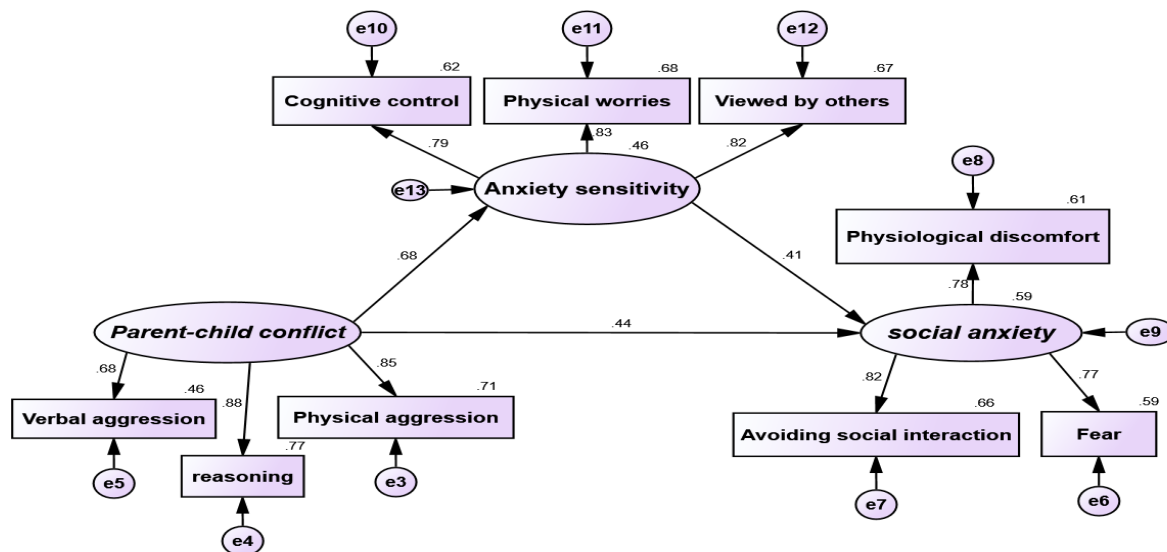 e10
e11
e12
.62
.68
.67
Cognitive control
Physical worries
Viewed by others
.79
.83
.82
.46
e8
e13
Anxiety sensitivity
.61
Physiological discomfort
.68
.41
.78
.59
Parent-child conflict
.44
social anxiety
e9
.68
.85
.82
.77
.46
.88
.71
.66
.59
Verbal aggression
Physical aggression
Avoiding social interaction
Fear
.77
reasoning
e5
e3
e7
e6
e4